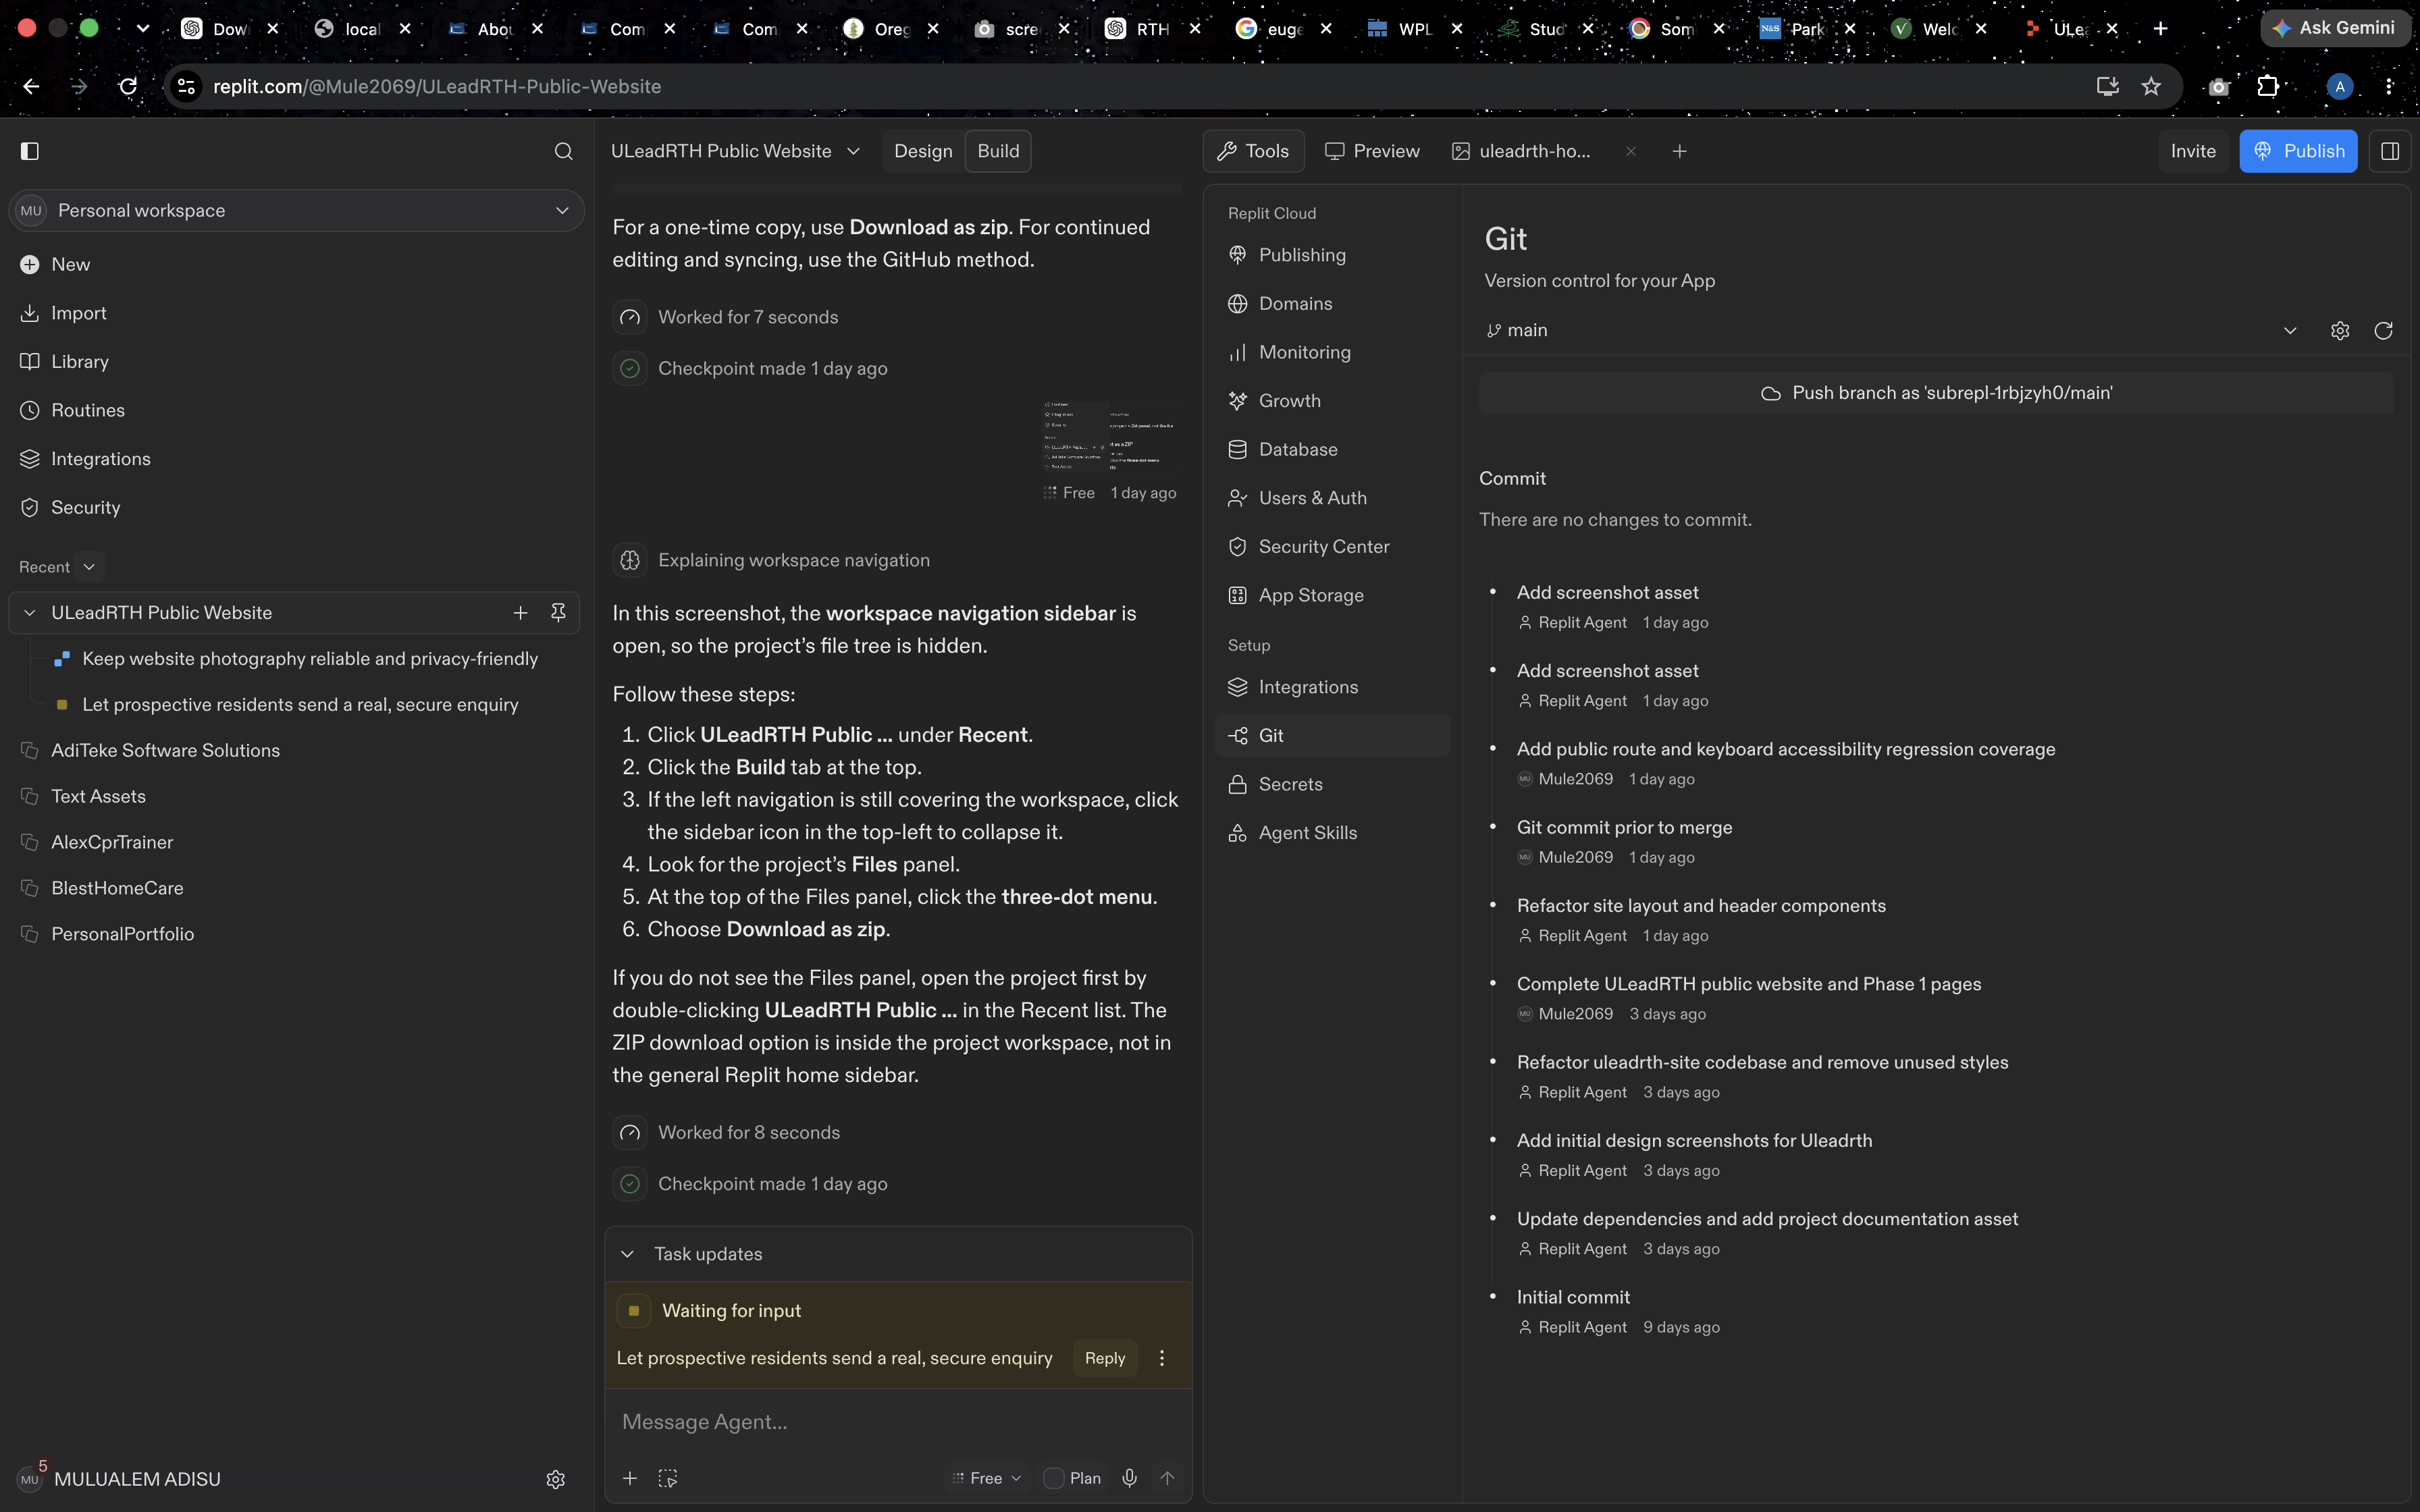 Dow
local
Abou
Com
Com
Oreg
scre
RTH
euge
WPL
Stud
Som
N&S
Park
Welc
ULea
Ask Gemini
replit.com/@Mule2069/ULeadRTH-Public-Website
A
MU
Personal workspace
New
Import
Library
Routines
Integrations
Security
Recent
ULeadRTH Public Website
Keep website photography reliable and privacy-friendly
Let prospective residents send a real, secure enquiry
AdiTeke Software Solutions
Text Assets
AlexCprTrainer
BlestHomeCare
PersonalPortfolio
MU
5
MULUALEM ADISU
ULeadRTH Public Website
Design
Build
For a one-time copy, use Download as zip. For continued
editing and syncing, use the GitHub method.
Worked for 7 seconds
Checkpoint made 1 day ago
Free 1 day ago
Explaining workspace navigation
In this screenshot, the workspace navigation sidebar is
open, so the project’s file tree is hidden.
Follow these steps:
1. Click ULeadRTH Public ... under Recent.
2. Click the Build tab at the top.
3. If the left navigation is still covering the workspace, click
the sidebar icon in the top-left to collapse it.
4. Look for the project’s Files panel.
5. At the top of the Files panel, click the three-dot menu.
6. Choose Download as zip.
If you do not see the Files panel, open the project first by
double-clicking ULeadRTH Public ... in the Recent list. The
ZIP download option is inside the project workspace, not in
the general Replit home sidebar.
Worked for 8 seconds
Checkpoint made 1 day ago
Task updates
Waiting for input
Let prospective residents send a real, secure enquiry
Reply
Message Agent...
Free
Plan
Tools
Preview
uleadrth-ho...
Invite
Publish
Replit Cloud
Publishing
Domains
Monitoring
Growth
Database
Users & Auth
Security Center
App Storage
Setup
Integrations
Git
Secrets
Agent Skills
Git
Version control for your App
main
Push branch as 'subrepl-1rbjzyh0/main'
Commit
There are no changes to commit.
Add screenshot asset
Replit Agent 1 day ago
Add screenshot asset
Replit Agent 1 day ago
Add public route and keyboard accessibility regression coverage
MU Mule2069 1 day ago
Git commit prior to merge
MU Mule2069 1 day ago
Refactor site layout and header components
Replit Agent 1 day ago
Complete ULeadRTH public website and Phase 1 pages
MU Mule2069 3 days ago
Refactor uleadrth-site codebase and remove unused styles
Replit Agent 3 days ago
Add initial design screenshots for Uleadrth
Replit Agent 3 days ago
Update dependencies and add project documentation asset
Replit Agent 3 days ago
Initial commit
Replit Agent 9 days ago